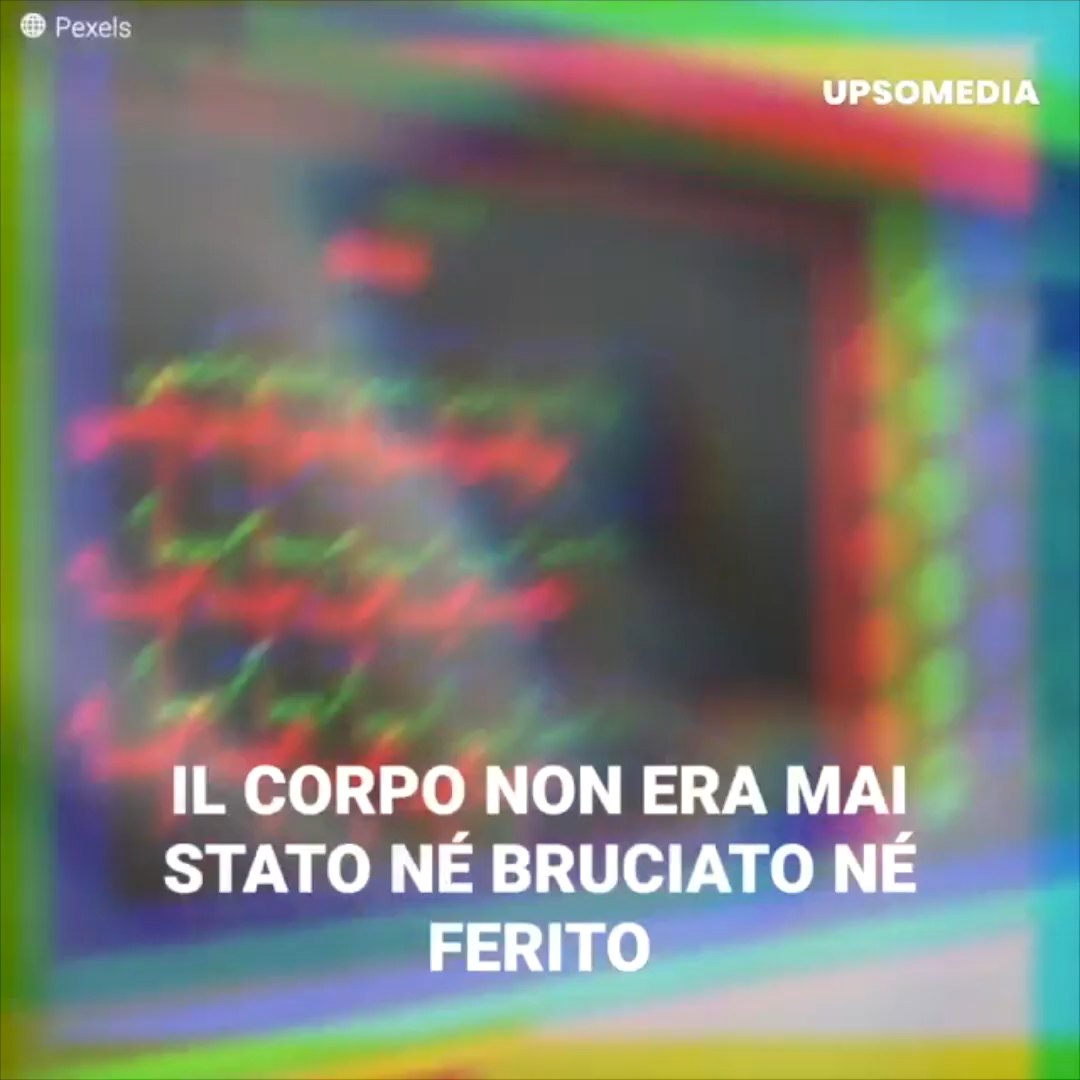 Pexels
UPSOMEDIA
IL CORPO NON ERA MAI
STATO NÉ BRUCIATO NÉ
FERITO